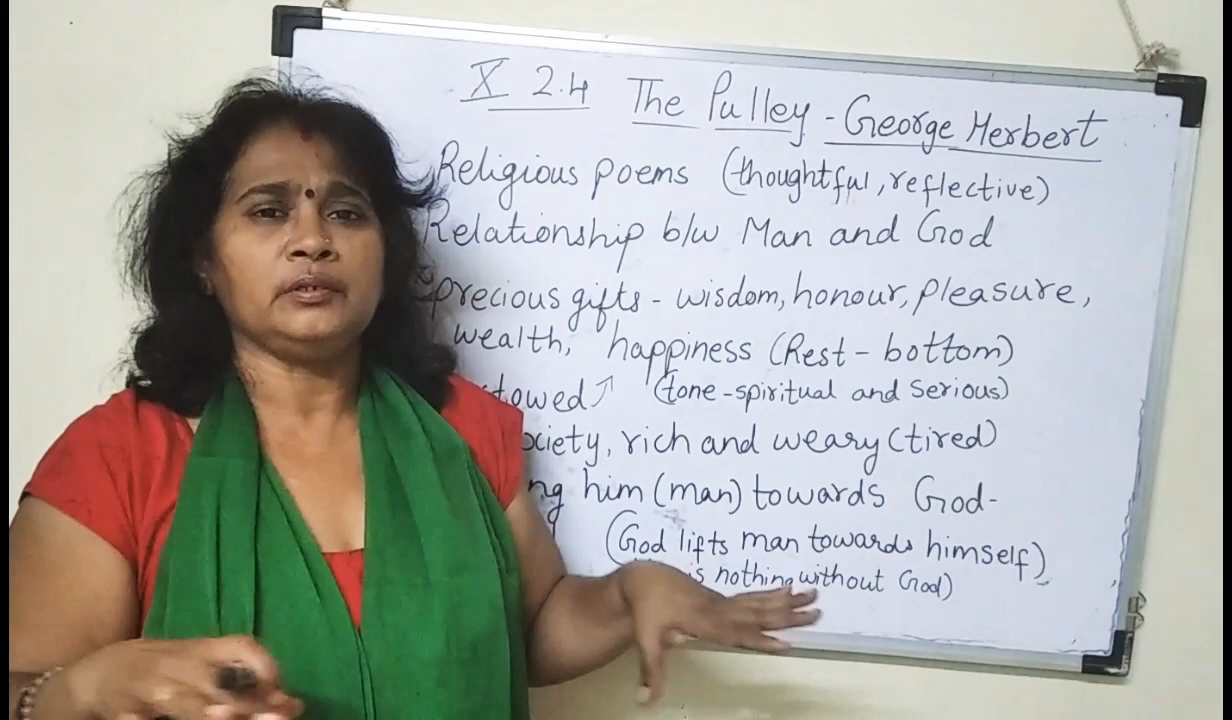 X 2.4 The Pulley - George Herbert
Religious poems (thoughtful, reflective)
Relationship b/w Man and God
precious gifts - wisdom, honour, pleasure,
wealth, happiness (Rest - bottom)
towed ↑ (tone - spiritual and serious)
ciety, rich and weary (tired)
ng him (man) towards God-
(God lifts man towards himself)
is nothing without God)